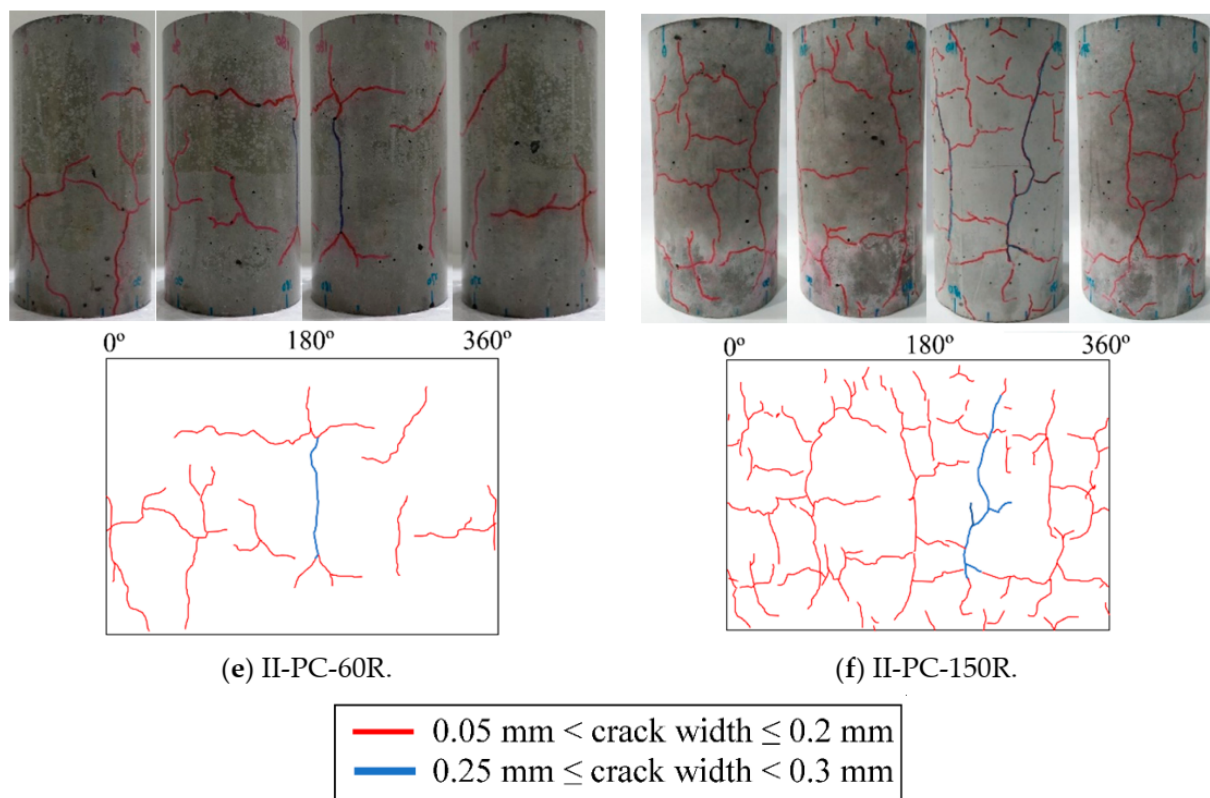 0º 180º 360º
0º 180º 360º
(e) II-PC-60R.
(f) II-PC-150R.
0.05 mm < crack width ≤ 0.2 mm
0.25 mm ≤ crack width < 0.3 mm